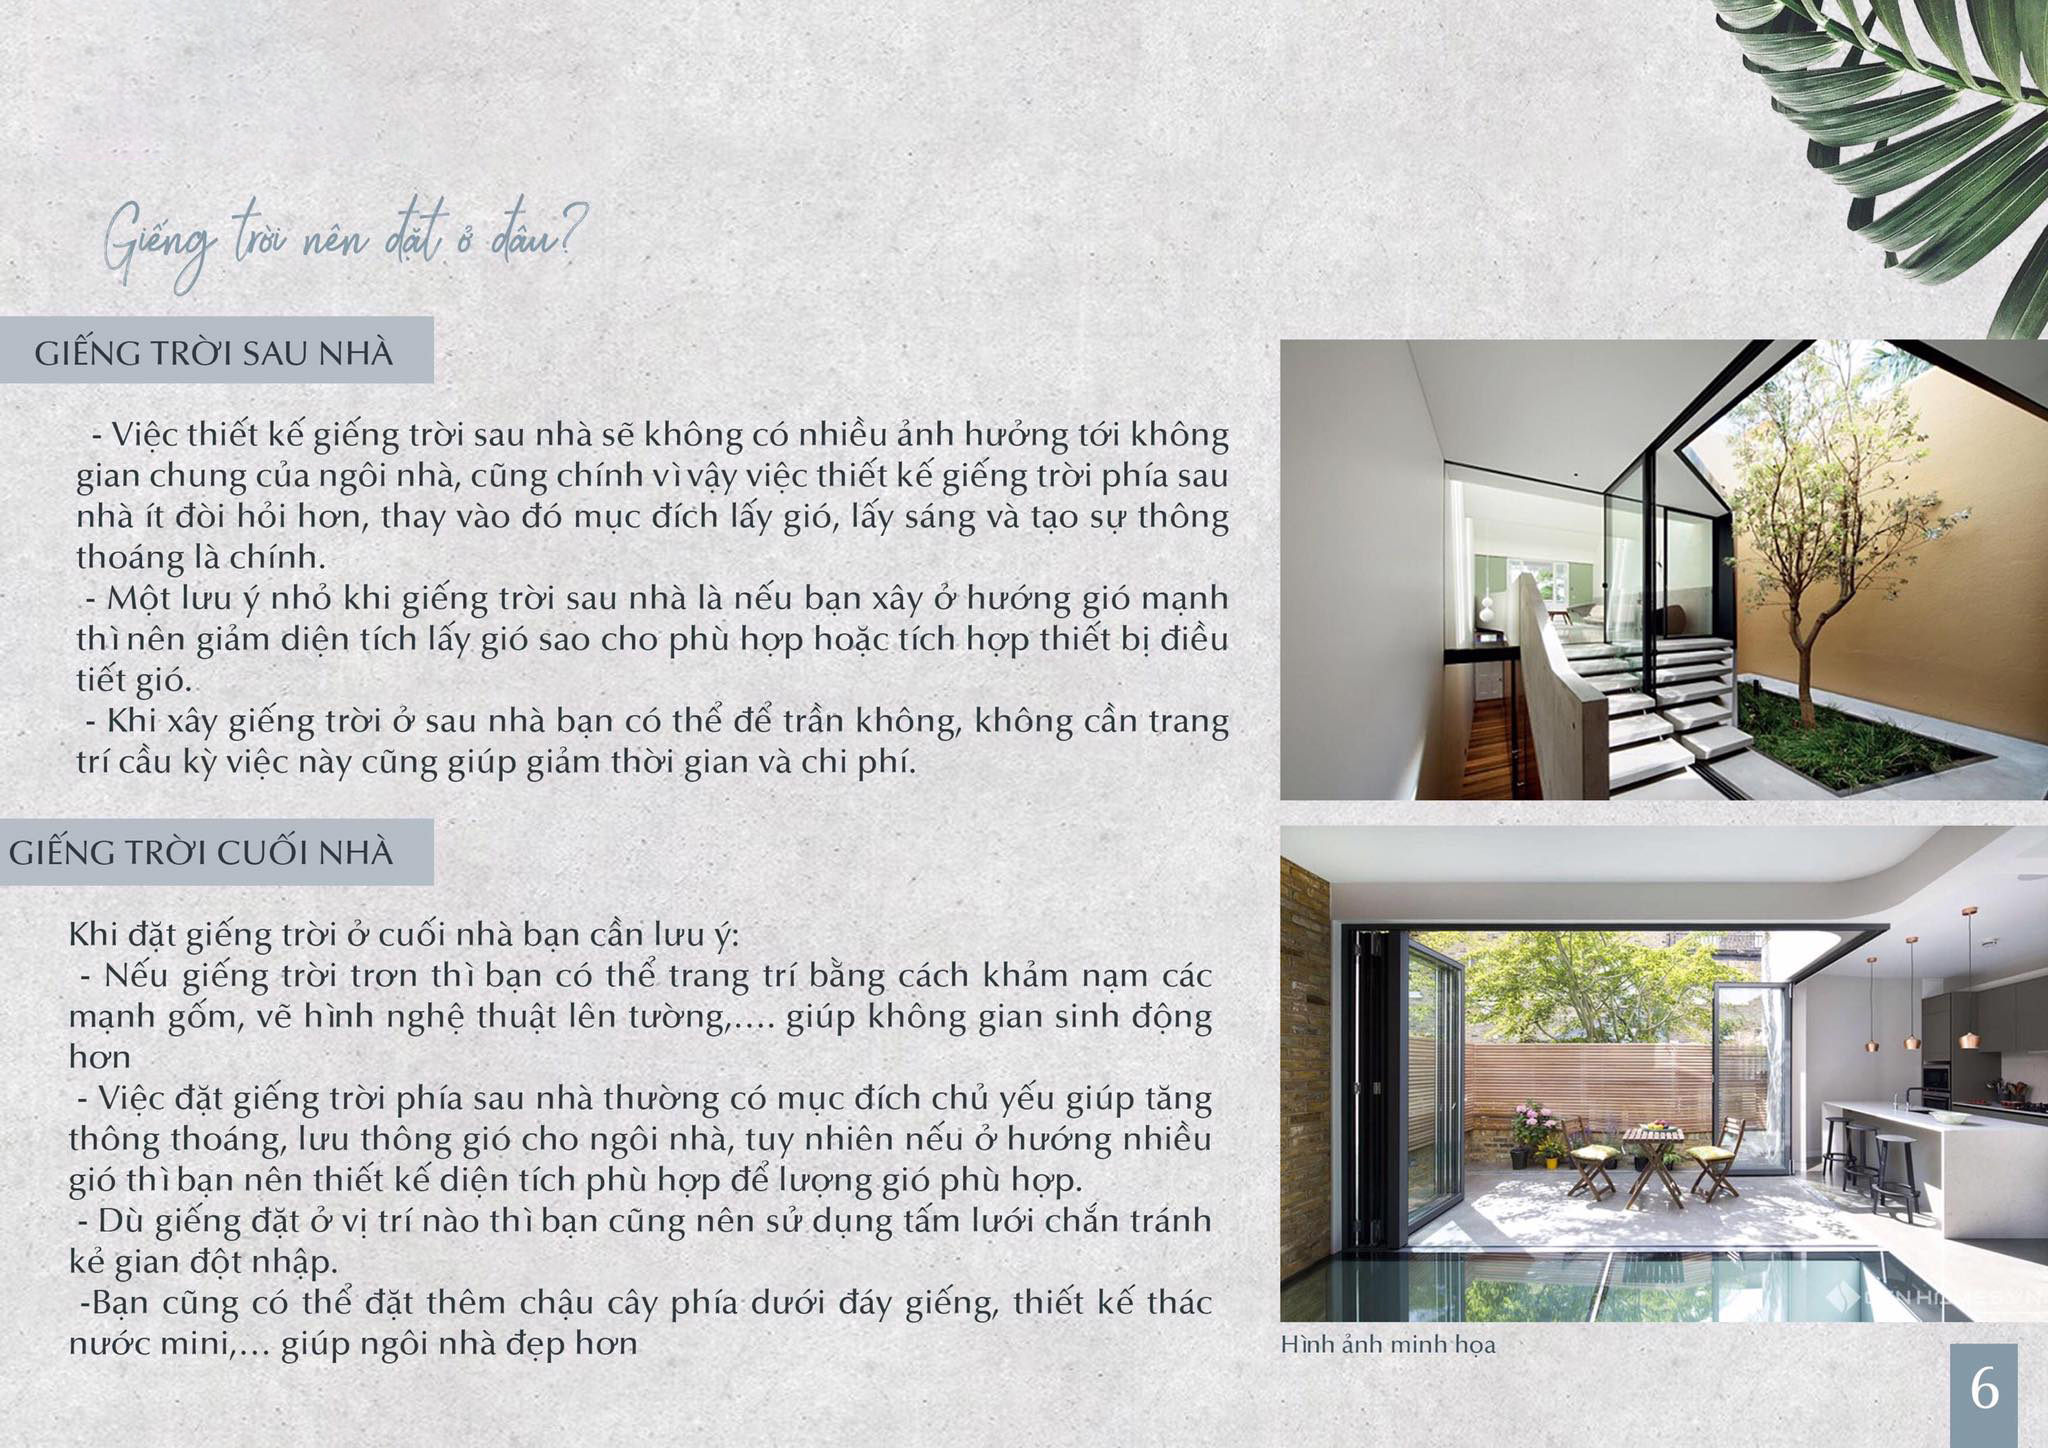 Giếng trời nên đặt ở đâu?
GIẾNG TRỜI SAU NHÀ
- Việc thiết kế giếng trời sau nhà sẽ không có nhiều ảnh hưởng tới không
gian chung của ngôi nhà, cũng chính vì vậy việc thiết kế giếng trời phía sau
nhà ít đòi hỏi hơn, thay vào đó mục đích lấy gió, lấy sáng và tạo sự thông
thoáng là chính.
- Một lưu ý nhỏ khi giếng trời sau nhà là nếu bạn xây ở hướng gió mạnh
thì nên giảm diện tích lấy gió sao cho phù hợp hoặc tích hợp thiết bị điều
tiết gió.
- Khi xây giếng trời ở sau nhà bạn có thể để trần không, không cần trang
trí cầu kỳ việc này cũng giúp giảm thời gian và chi phí.
GIẾNG TRỜI CUỐI NHÀ
Khi đặt giếng trời ở cuối nhà bạn cần lưu ý:
- Nếu giếng trời trơn thì bạn có thể trang trí bằng cách khảm nạm các
mạnh gốm, vẽ hình nghệ thuật lên tường,.... giúp không gian sinh động
hơn
- Việc đặt giếng trời phía sau nhà thường có mục đích chủ yếu giúp tăng
thông thoáng, lưu thông gió cho ngôi nhà, tuy nhiên nếu ở hướng nhiều
gió thì bạn nên thiết kế diện tích phù hợp để lượng gió phù hợp.
- Dù giếng đặt ở vị trí nào thì bạn cũng nên sử dụng tấm lưới chắn tránh
kẻ gian đột nhập.
-Bạn cũng có thể đặt thêm chậu cây phía dưới đáy giếng, thiết kế thác
nước mini,... giúp ngôi nhà đẹp hơn
Hình ảnh minh họa
6